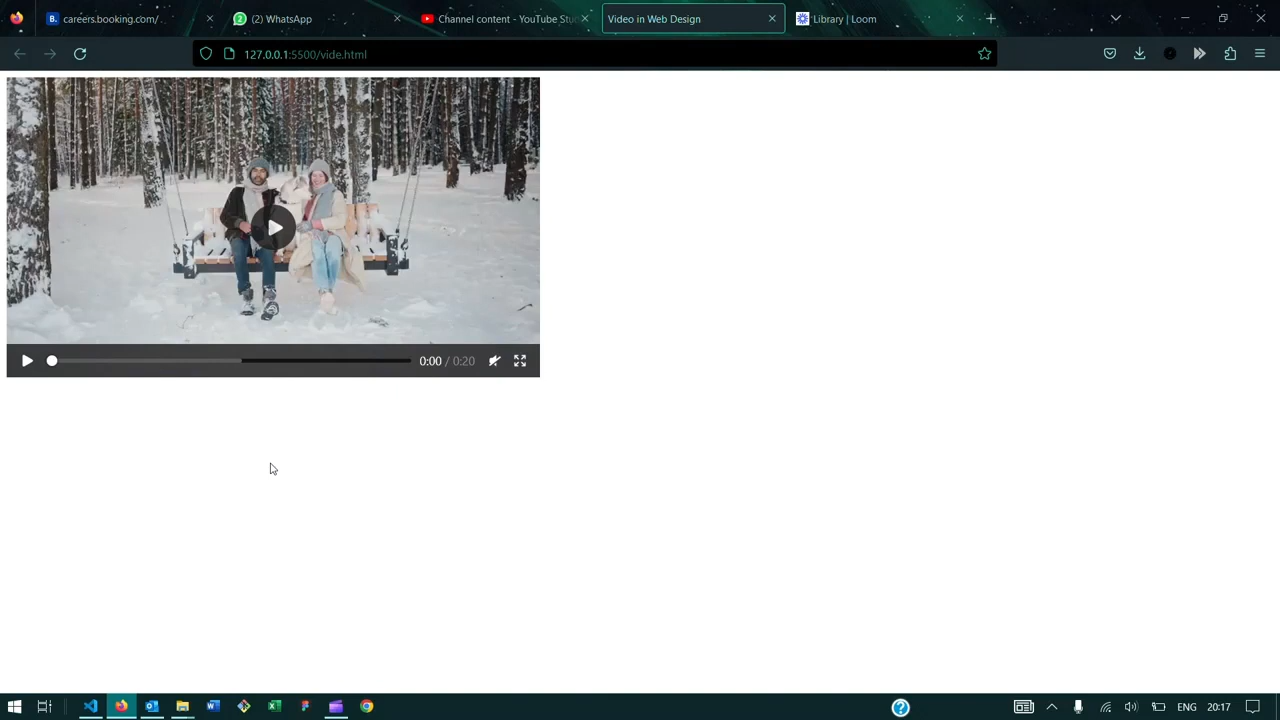 B. careers.booking.com/
(2) WhatsApp
Channel content - YouTube Stu
Video in Web Design
Library | Loom
127.0.0.1:5500/vide.html
0:00 / 0:20
ENG
20:17